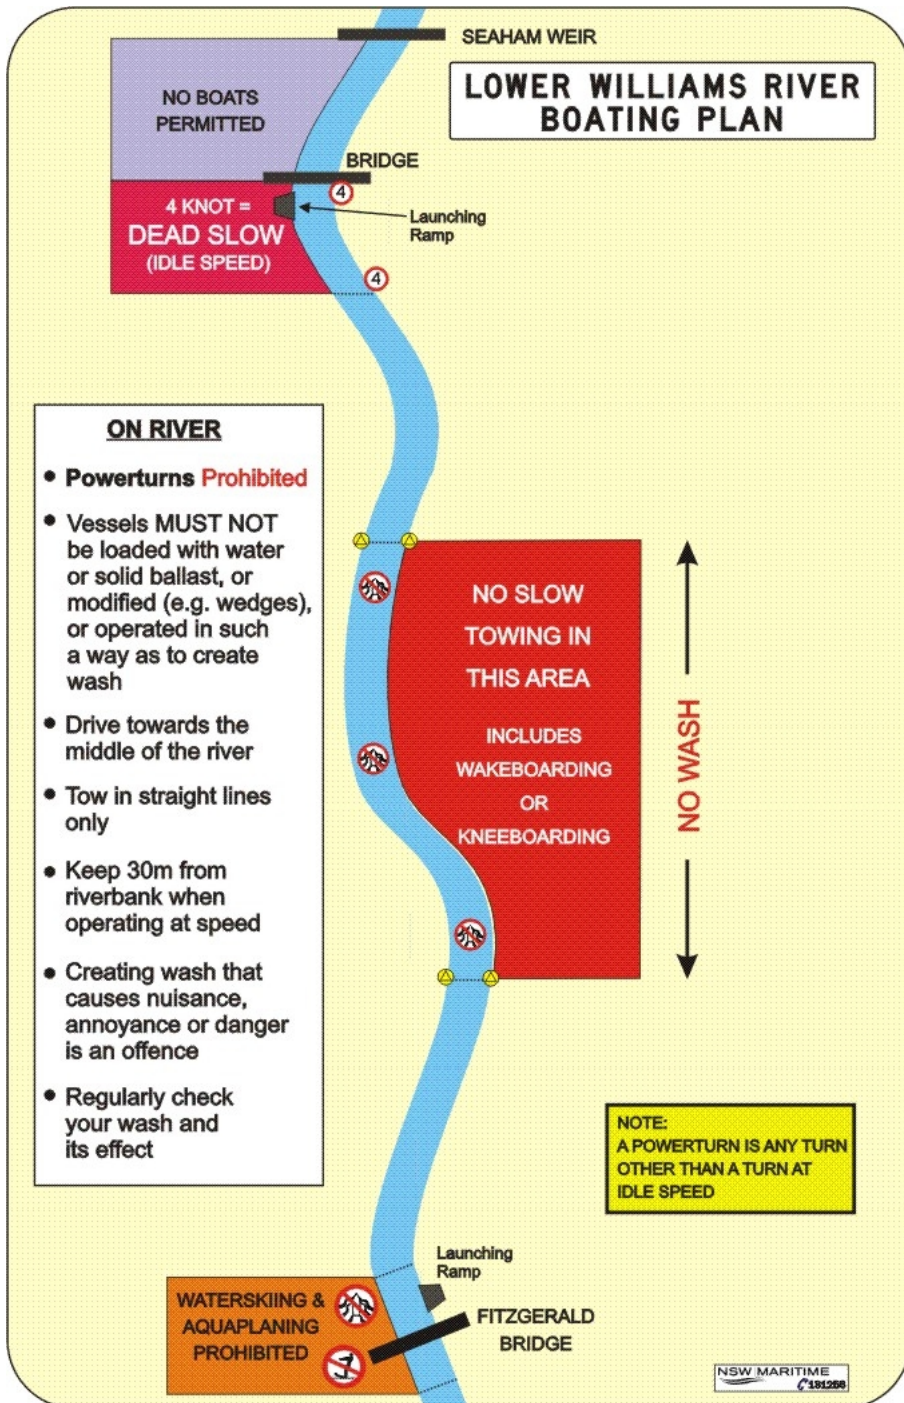 SEAHAM WEIR
LOWER WILLIAMS RIVER
BOATING PLAN
NO BOATS
PERMITTED
BRIDGE
4
4 KNOT =
DEAD SLOW
(IDLE SPEED)
Launching
Ramp
4
ON RIVER
• Powerturns Prohibited
• Vessels MUST NOT
be loaded with water
or solid ballast, or
modified (e.g. wedges),
or operated in such
a way as to create
wash
• Drive towards the
middle of the river
• Tow in straight lines
only
• Keep 30m from
riverbank when
operating at speed
• Creating wash that
causes nuisance,
annoyance or danger
is an offence
• Regularly check
your wash and
its effect
NO SLOW
TOWING IN
THIS AREA
INCLUDES
WAKEBOARDING
OR
KNEEBOARDING
NO WASH
NOTE:
A POWERTURN IS ANY TURN
OTHER THAN A TURN AT
IDLE SPEED
Launching
Ramp
WATERSKIING &
AQUAPLANING
PROHIBITED
FITZGERALD
BRIDGE
NSW MARITIME